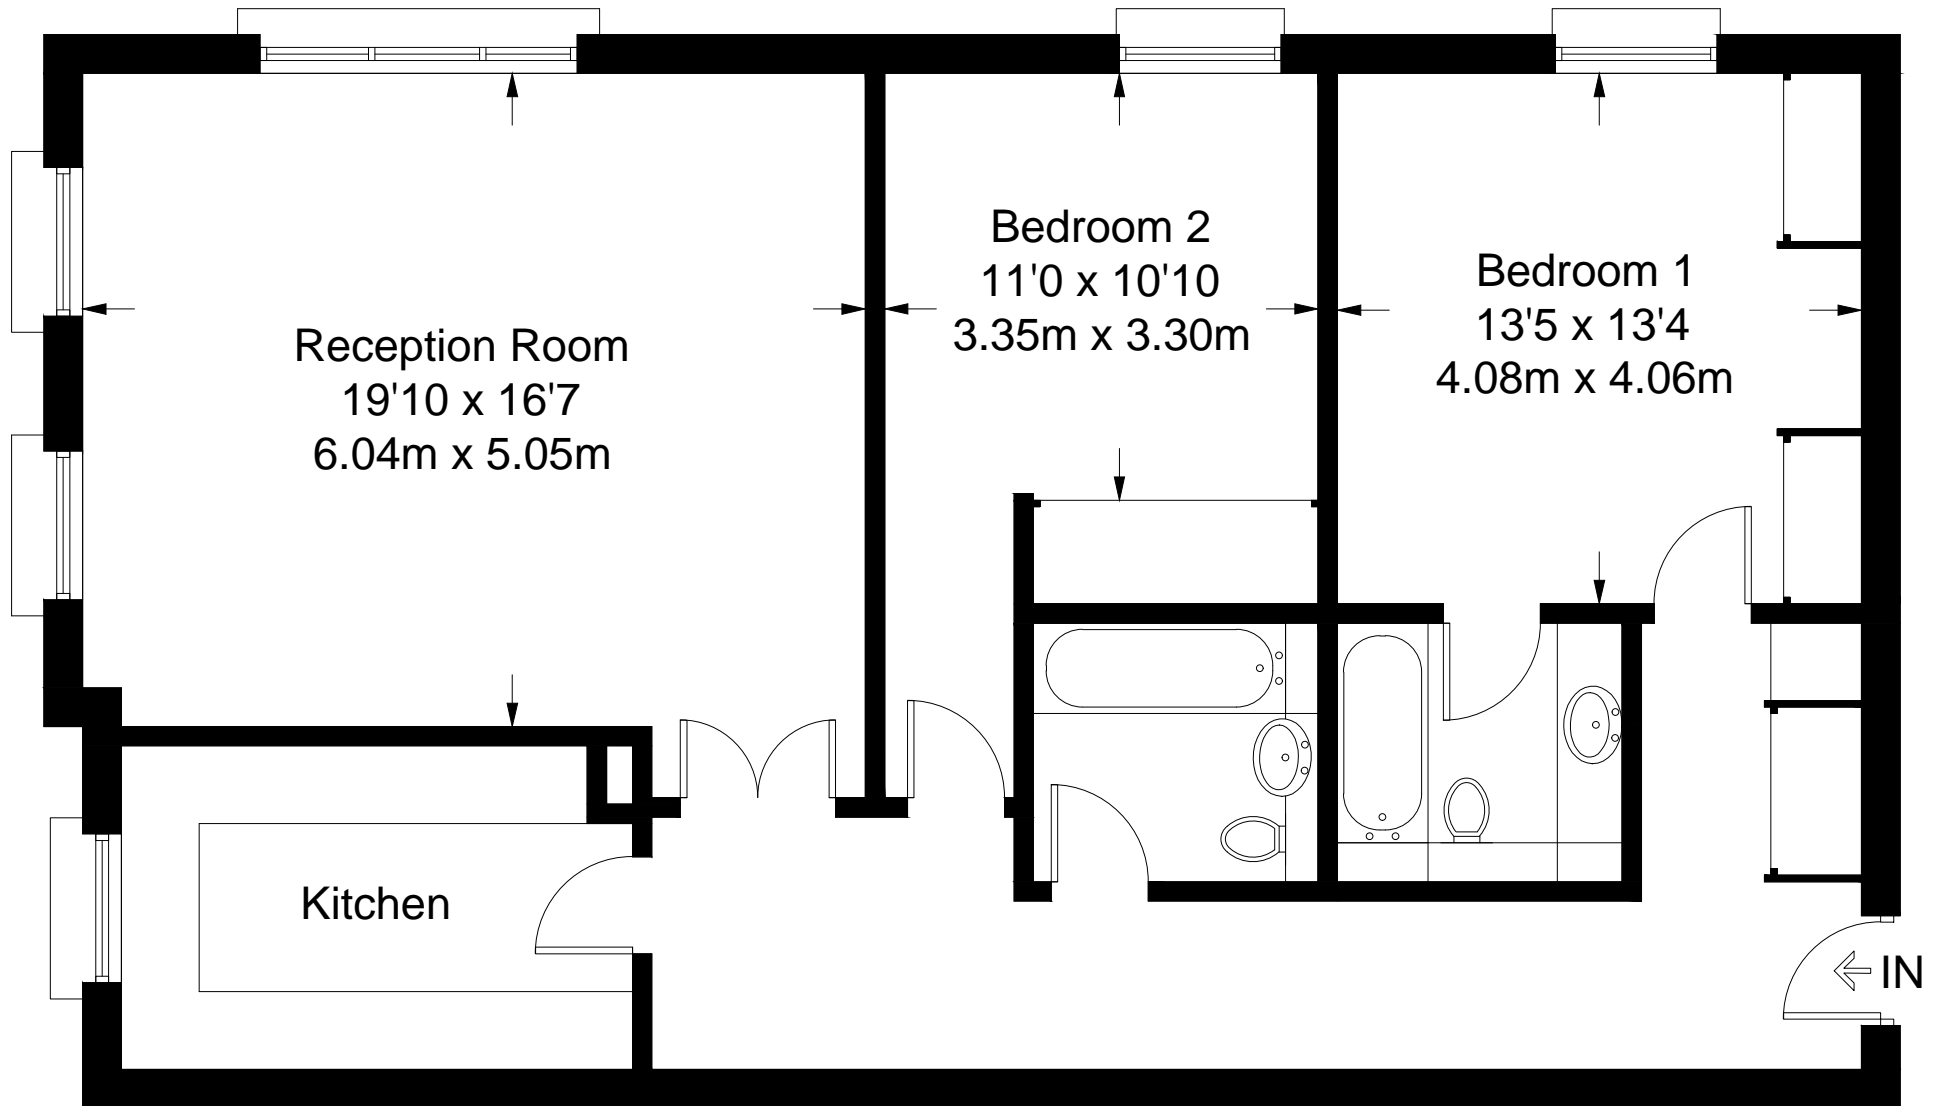 Reception Room
19'10 x 16'7
6.04m x 5.05m
Bedroom 2
11'0 x 10'10
3.35m x 3.30m
Bedroom 1
13'5 x 13'4
4.08m x 4.06m
Kitchen
IN